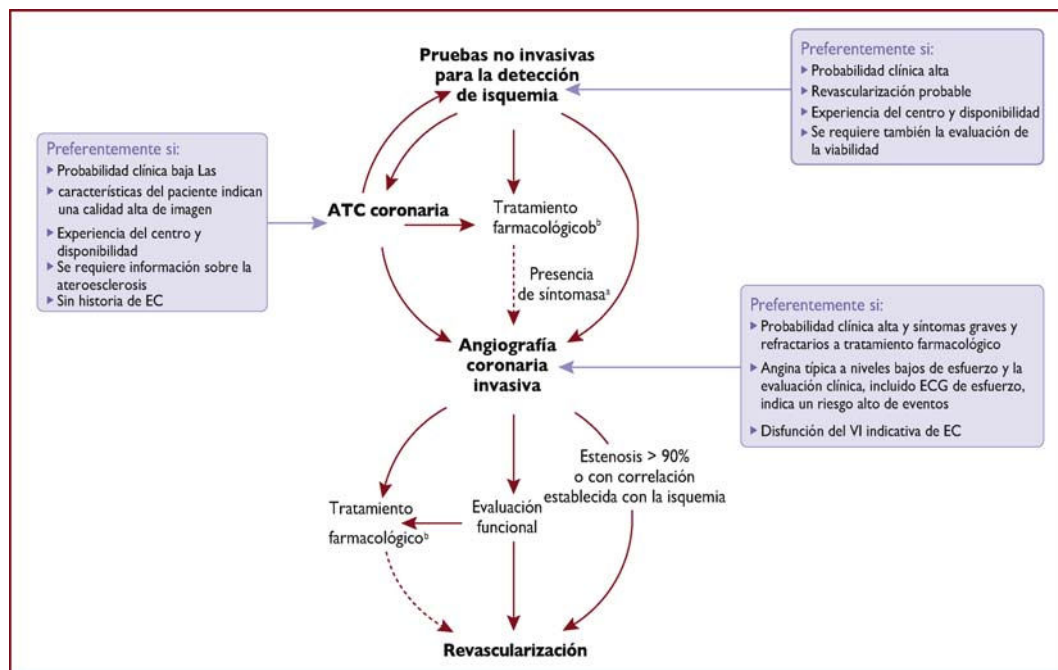 Pruebas no invasivas
para la detección
de isquemia
Preferentemente si:
Probabilidad clínica alta
Revascularización probable
Experiencia del centro y disponibilidad
Se requiere también la evaluación de
la viabilidad
Preferentemente si:
Probabilidad clínica baja Las
características del paciente indican
una calidad alta de imagen
Experiencia del centro y
disponibilidad
Se requiere información sobre la
ateroesclerosis
Sin historia de EC
ATC coronaria
Tratamiento
farmacológicobᵇ
Presencia
de síntomasaᵃ
Angiografía
coronaria
invasiva
Preferentemente si:
Probabilidad clínica alta y síntomas graves y
refractarios a tratamiento farmacológico
Angina típica a niveles bajos de esfuerzo y la
evaluación clínica, incluido ECG de esfuerzo,
indica un riesgo alto de eventos
Disfunción del VI indicativa de EC
Estenosis > 90%
o con correlación
establecida con la isquemia
Tratamiento
farmacológicoᵇ
Evaluación
funcional
Revascularización